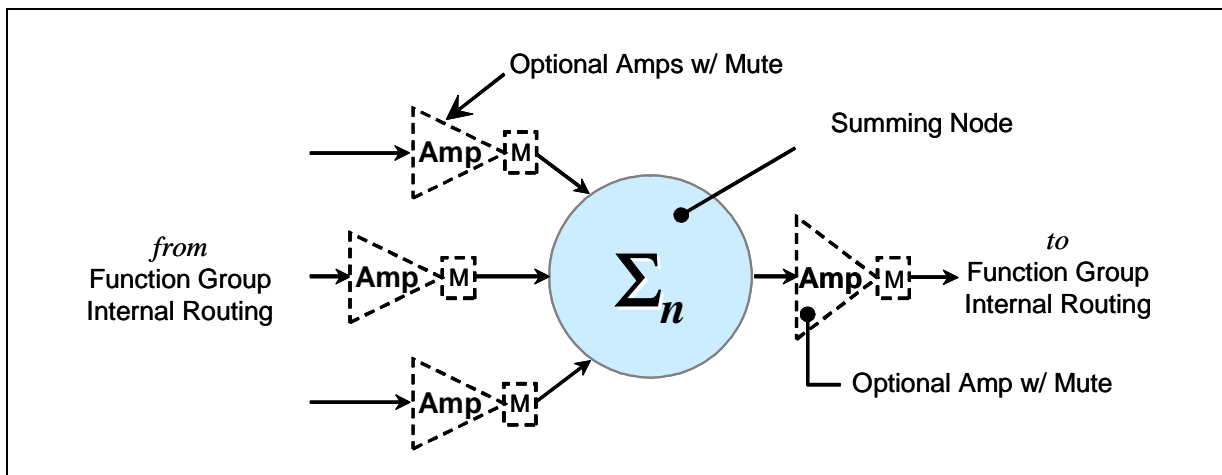 Optional Amps w/ Mute
Summing Node
Amp M
from
Function Group
Internal Routing
Amp M
Σn
Amp M
to
Function Group
Internal Routing
Amp M
Optional Amp w/ Mute